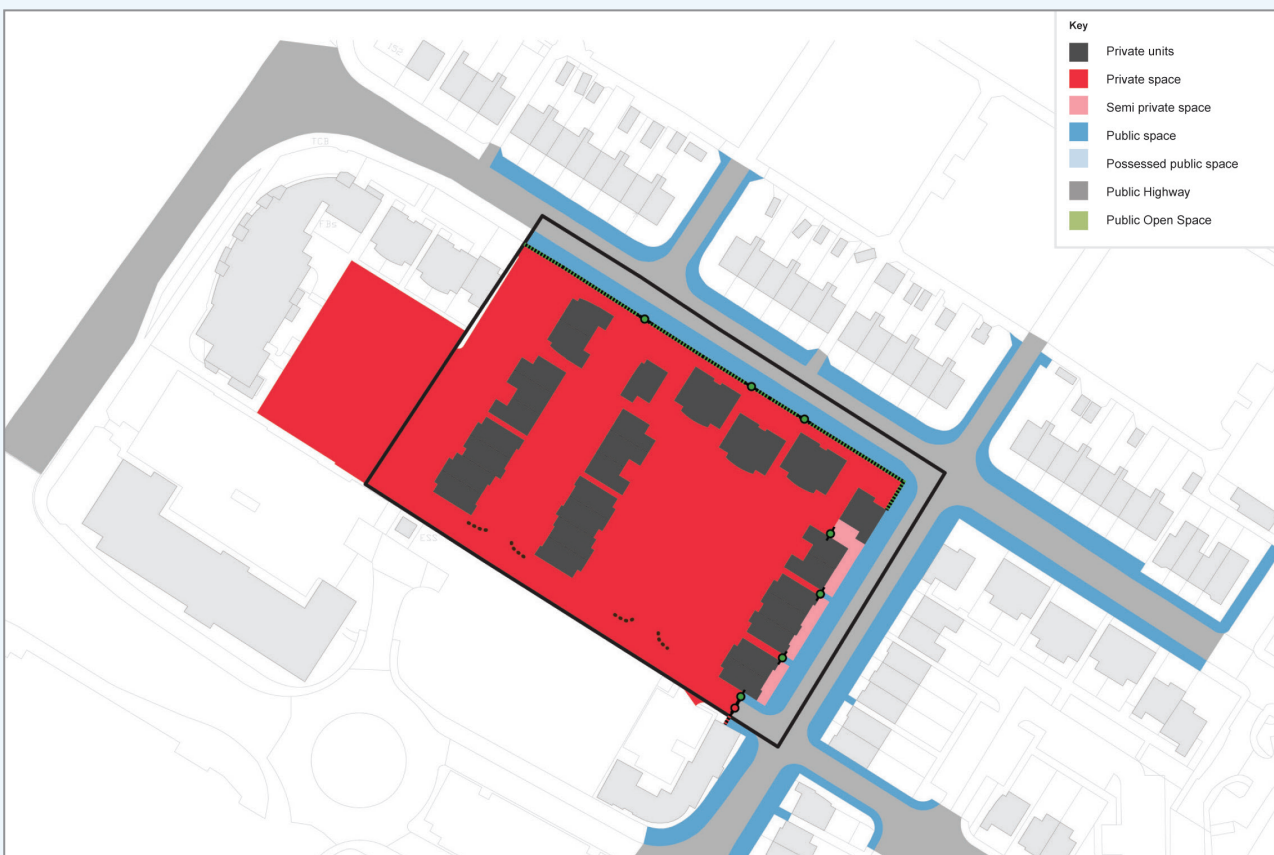 Key
Private units
Private space
Semi private space
Public space
Possessed public space
Public Highway
Public Open Space